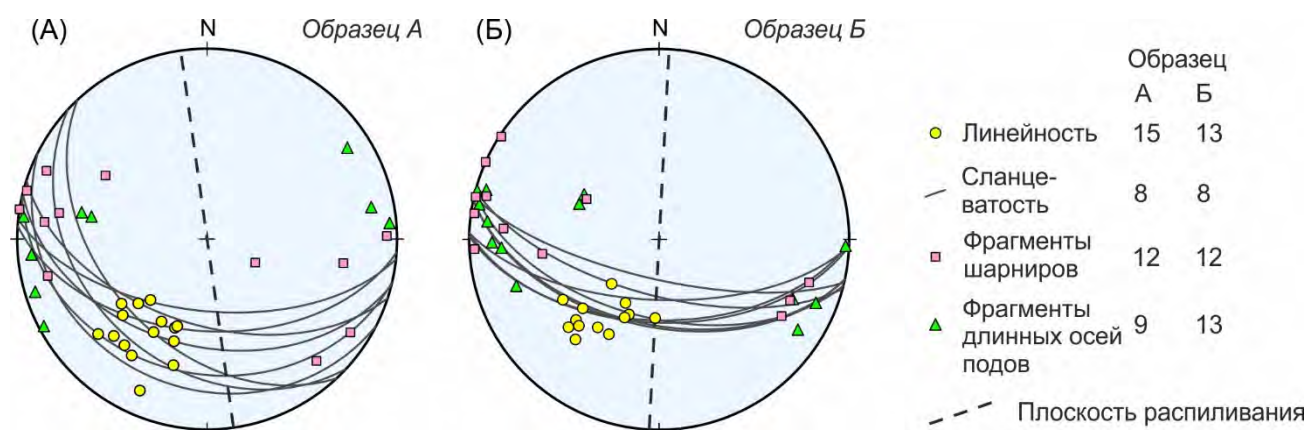 (А) N Образец А
(Б) N Образец Б
Образец
А Б
Линейность 15 13
Сланце-
ватость 8 8
Фрагменты
шарниров 12 12
Фрагменты
длинных осей 9 13
подов
Плоскость распиливания